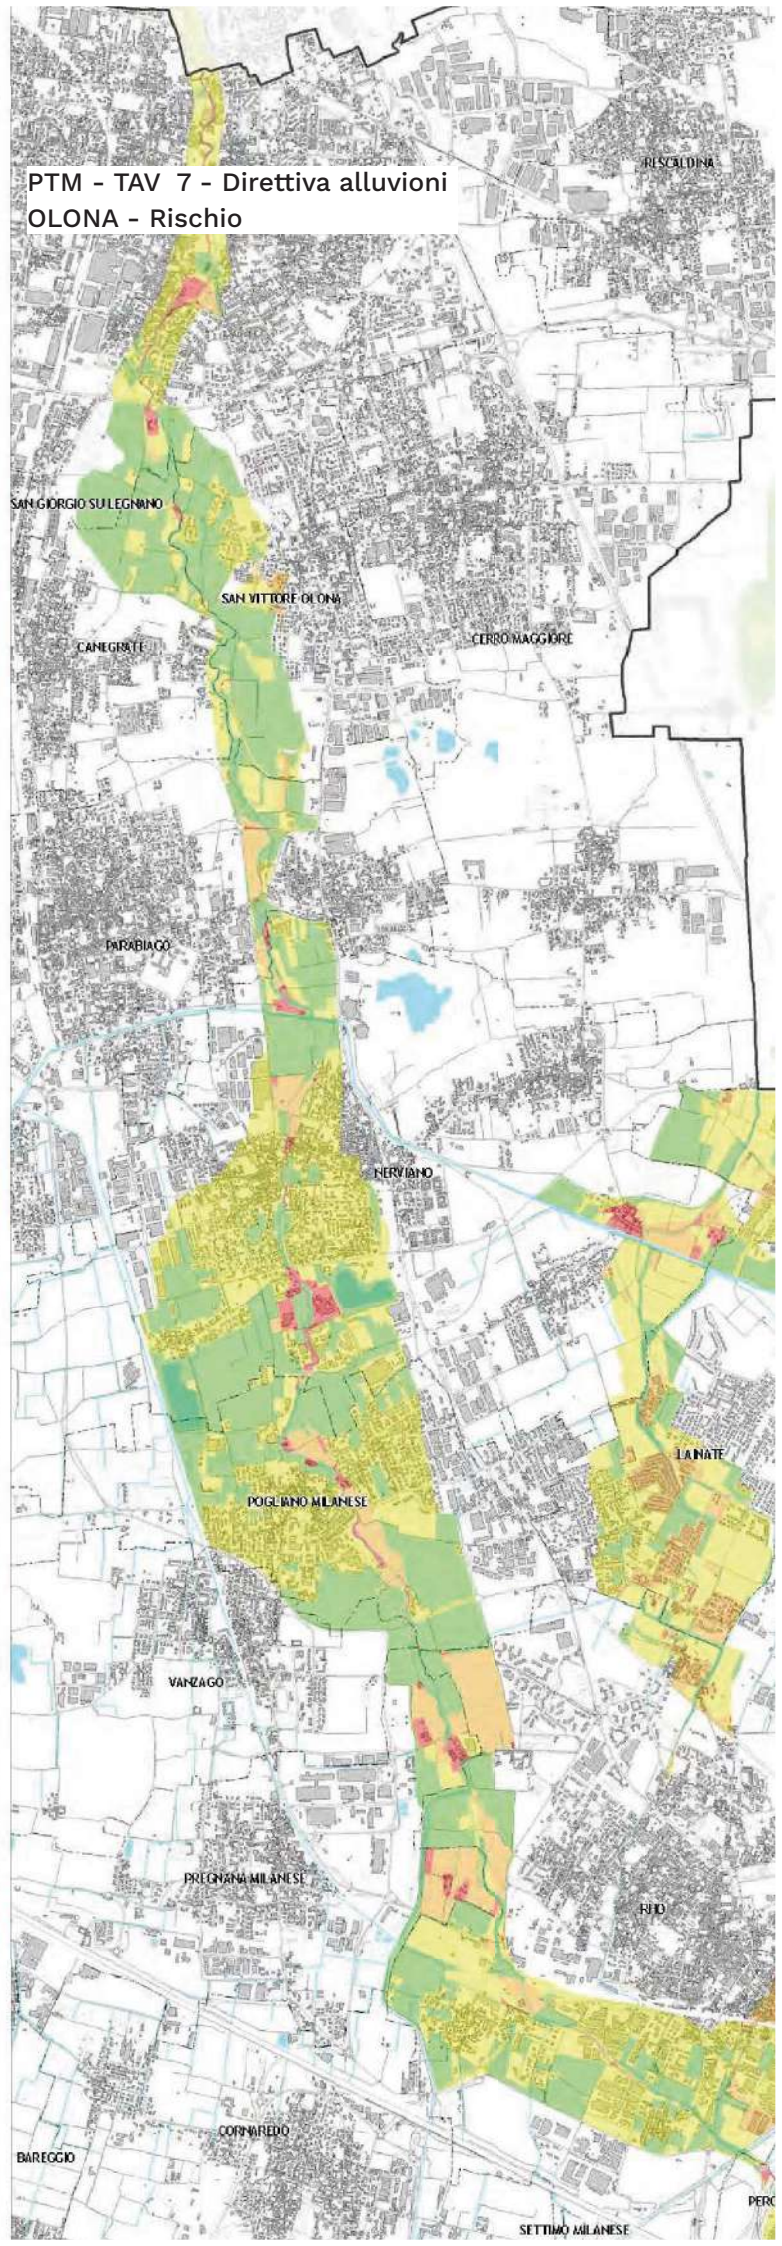 RESCALDINA
PTM - TAV 7 - Direttiva alluvioni
OLONA - Rischio
SAN GIORGIO SU LEGNANO
SAN VITTORE OLONA
CERRO MAGGIORE
CANEGRATE
PARABIAGO
NERVIANO
LAINATE
POGLIANO MILANESE
VANZAGO
PREGNANA MILANESE
RHO
CORNAREDO
BAREGGIO
PERO
SETTIMO MILANESE